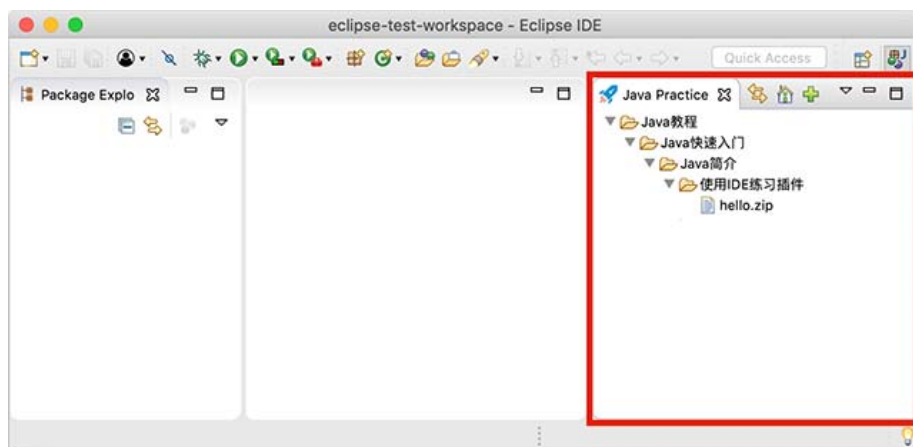 eclipse-test-workspace - Eclipse IDE
Quick Access
Package Explo
Java Practice
Java教程
Java快速入门
Java简介
使用IDE练习插件
hello.zip